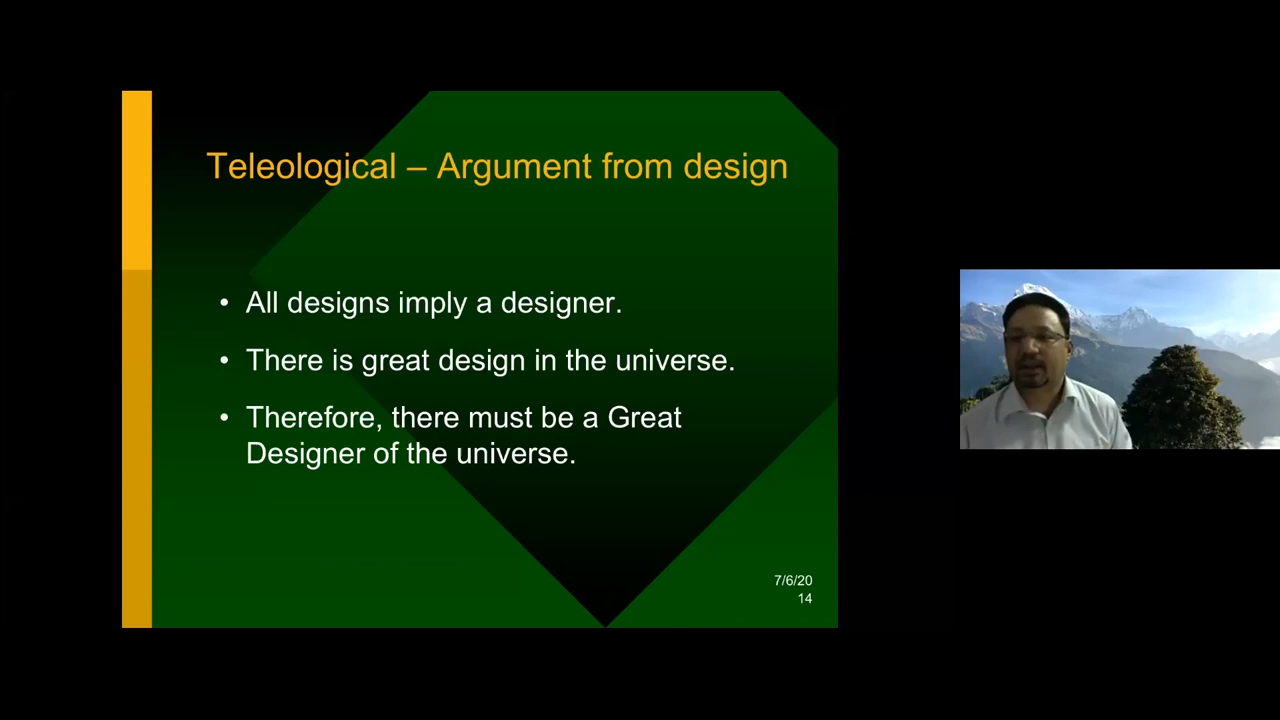 Teleological – Argument from design
• All designs imply a designer.
• There is great design in the universe.
• Therefore, there must be a Great
Designer of the universe.
7/6/20
14